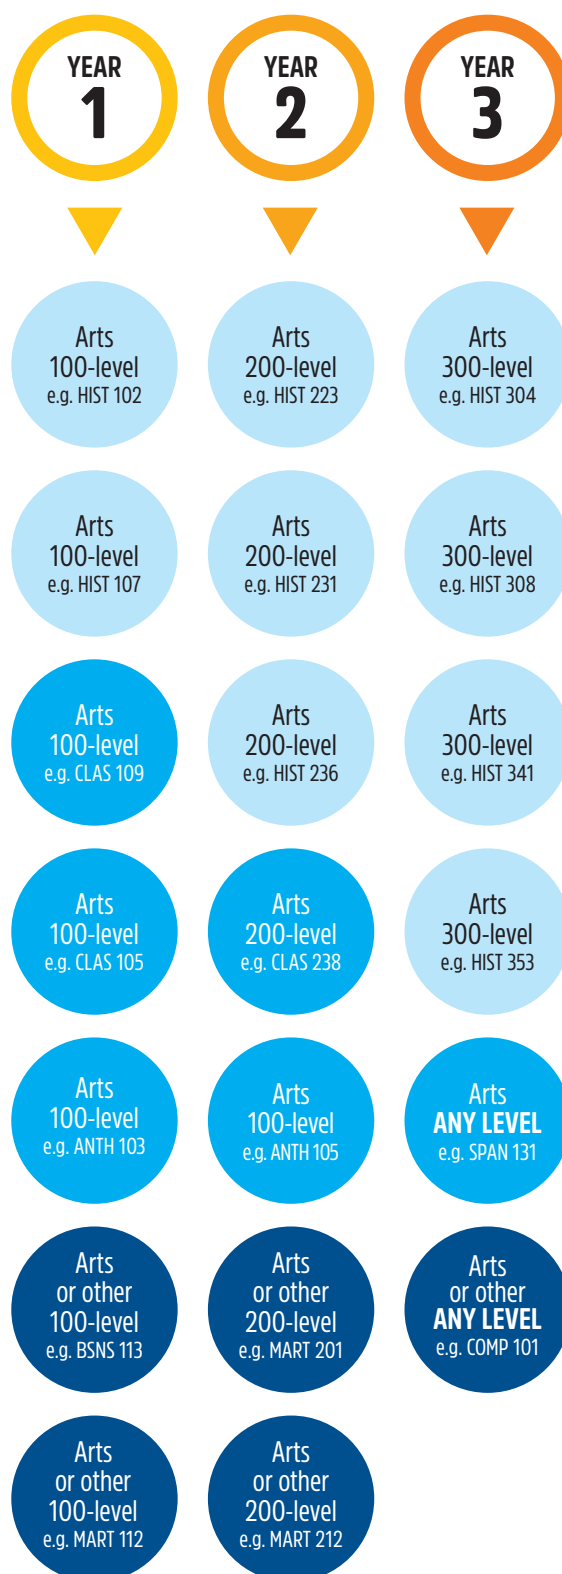 YEAR
1
YEAR
2
YEAR
3
Arts
100-level
e.g. HIST 102
Arts
200-level
e.g. HIST 223
Arts
300-level
e.g. HIST 304
Arts
100-level
e.g. HIST 107
Arts
200-level
e.g. HIST 231
Arts
300-level
e.g. HIST 308
Arts
100-level
e.g. CLAS 109
Arts
200-level
e.g. HIST 236
Arts
300-level
e.g. HIST 341
Arts
100-level
e.g. CLAS 105
Arts
200-level
e.g. CLAS 238
Arts
300-level
e.g. HIST 353
Arts
100-level
e.g. ANTH 103
Arts
100-level
e.g. ANTH 105
Arts
ANY LEVEL
e.g. SPAN 131
Arts
or other
100-level
e.g. BSNS 113
Arts
or other
200-level
e.g. MART 201
Arts
or other
ANY LEVEL
e.g. COMP 101
Arts
or other
100-level
e.g. MART 112
Arts
or other
200-level
e.g. MART 212